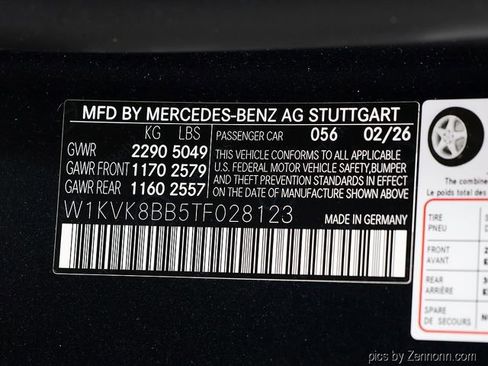 MFD BY MERCEDES-BENZ AG STUTTGART
KG LBS PASSENGER CAR 056 02/26
GVWR 2290 5049
GAWR FRONT 1170 2579
GAWR REAR 1160 2557
THIS VEHICLE CONFORMS TO ALL APPLICABLE
U.S. FEDERAL MOTOR VEHICLE SAFETY, BUMPER
AND THEFT PREVENTION STANDARDS IN EFFECT
ON THE DATE OF MANUFACTURE SHOWN ABOVE.
W1KVK8BB5TF028123
MADE IN GERMANY
The combine
Le poids total des
TIRE
PNEU
FRONT
AVANT
REAR
ARRIÈRE
SPARE
DE SECOURS
pics by Zennonn.com